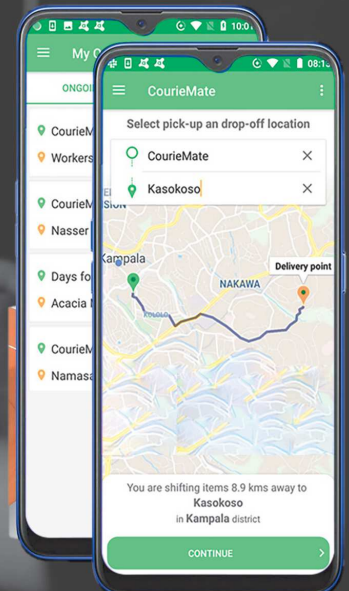 10:0
My
ONGOI
CourieM
Workers
CourieM
Nasser
Days fo
Acacia
CourieM
Namasa
08:13
CourieMate
Select pick-up an drop-off location
CourieMate
Kasokoso
Kampala
Delivery point
NAKAWA
KOLOLO
You are shifting items 8.9 kms away to
Kasokoso
in Kampala district
CONTINUE